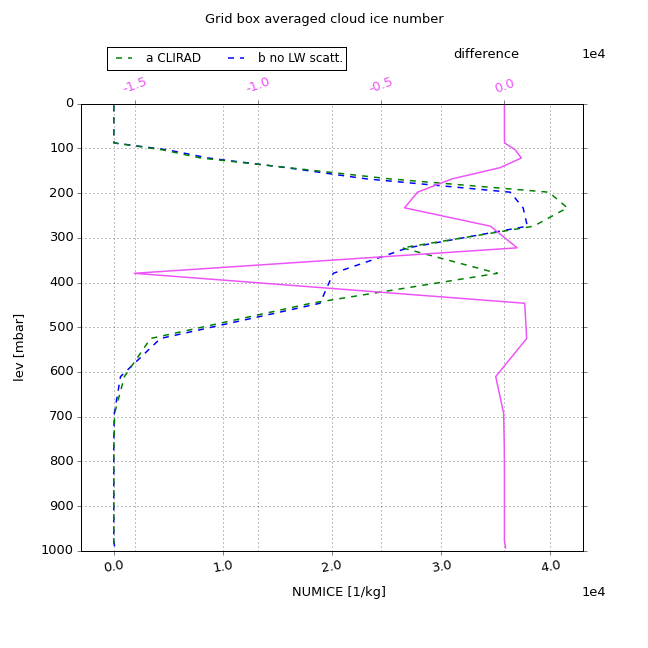 Grid box averaged cloud ice number
a CLIRAD b no LW scatt.
difference 1e4
-1.5 -1.0 -0.5 0.0
0
100
200
300
400
500
600
700
800
900
1000
lev [mbar]
0.0 1.0 2.0 3.0 4.0
NUMICE [1/kg] 1e4